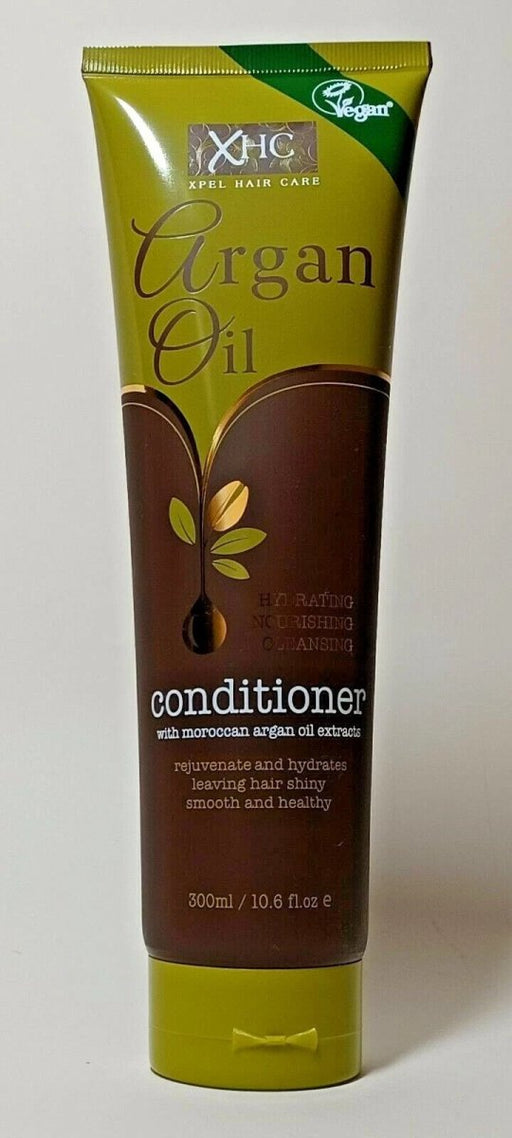 Vegan
XHC
XPEL HAIR CARE
Argan
Oil
HYDRATING
NOURISHING
CLEANSING
conditioner
with moroccan argan oil extracts
rejuvenate and hydrates
leaving hair shiny
smooth and healthy
300ml / 10.6 fl.oz e